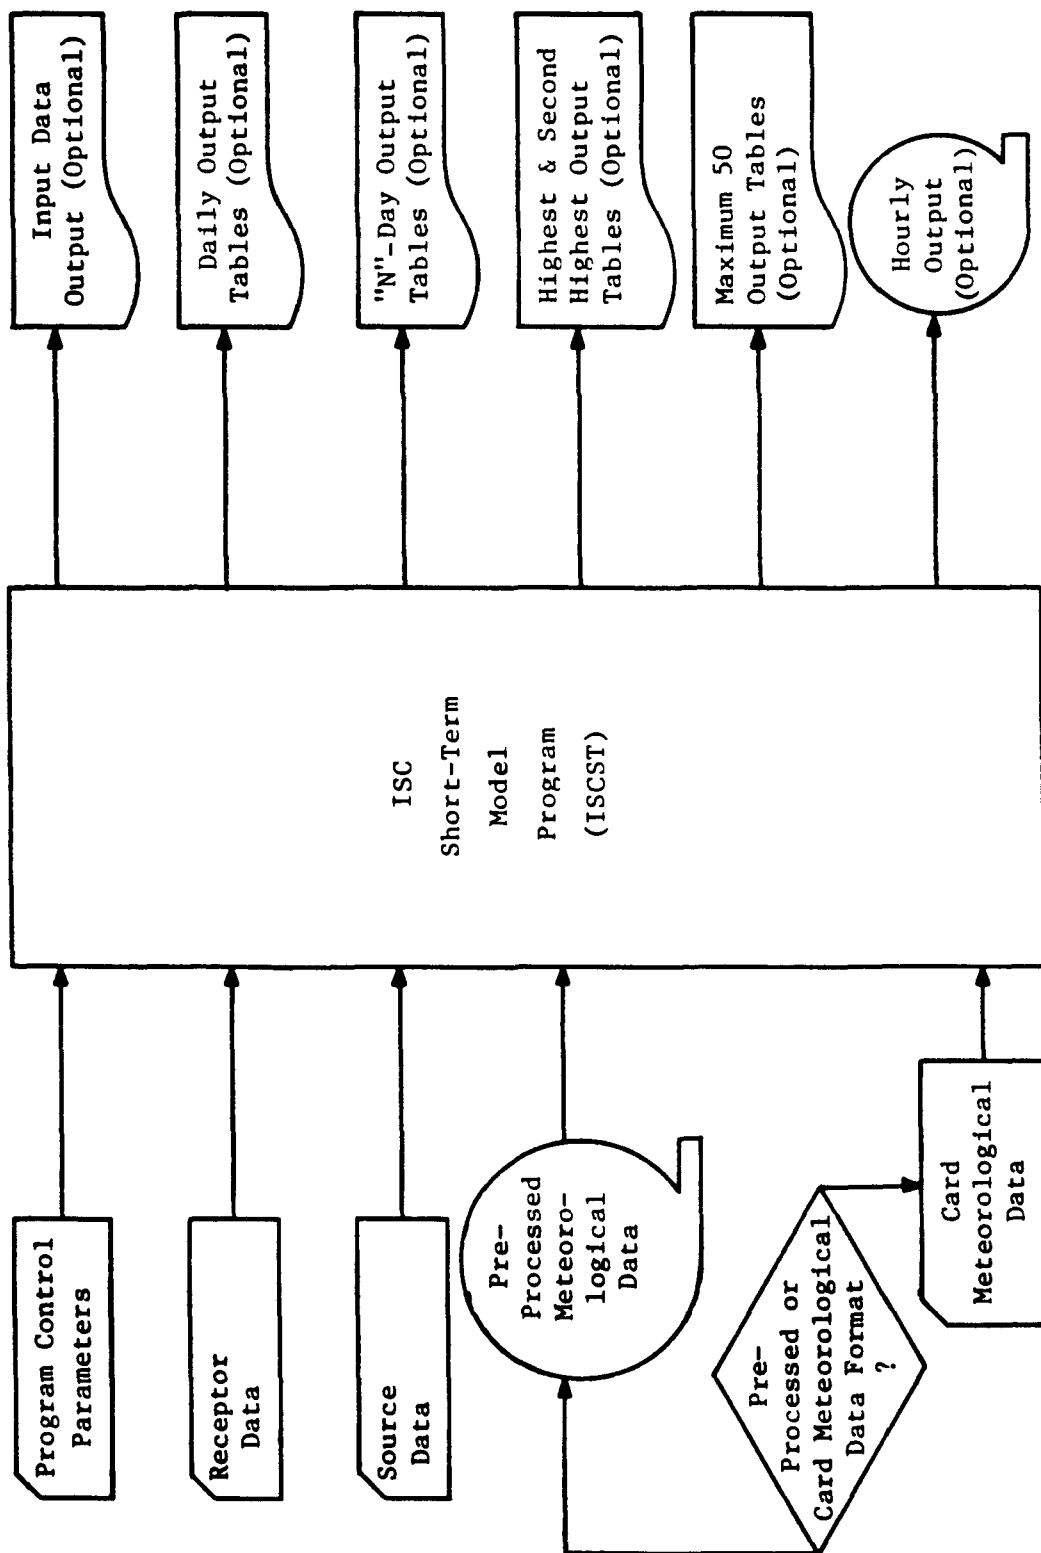 Program Control
Parameters
Receptor
Data
Source
Data
Pre-
Processed
Meteoro-
logical
Data
Pre-
Processed or
Card Meteorological
Data Format
?
Card
Meteorological
Data
ISC
Short-Term
Model
Program
(ISCST)
Input Data
Output (Optional)
Daily Output
Tables (Optional)
"N"-Day Output
Tables (Optional)
Highest & Second
Highest Output
Tables (Optional)
Maximum 50
Output Tables
(Optional)
Hourly
Output
(Optional)